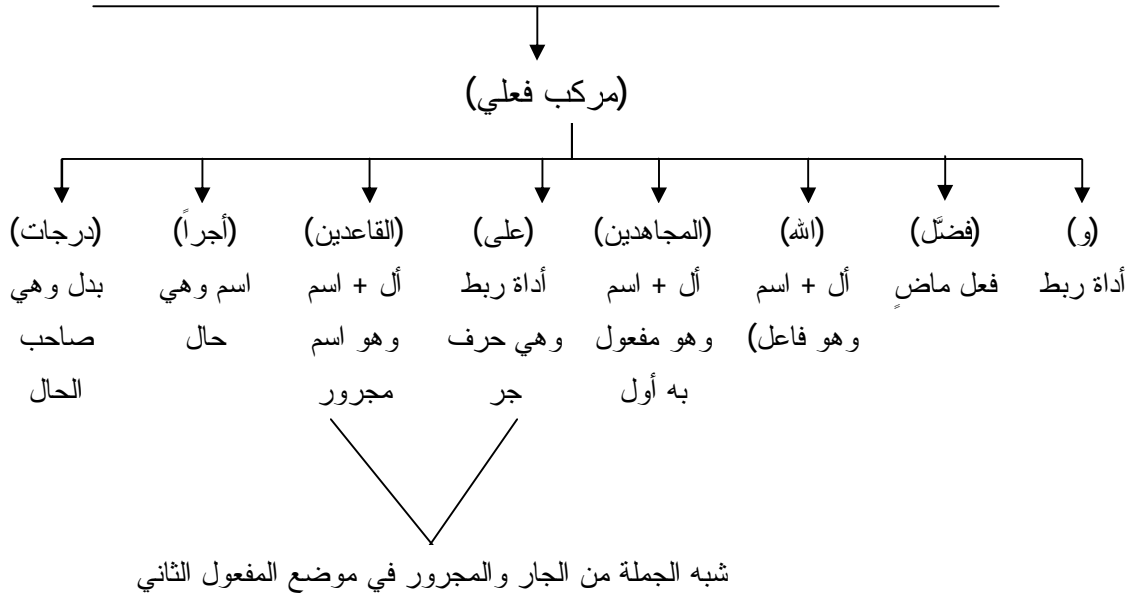 (مركب فعلي)
(و) (فضَّل) (الله) (المجاهدين) (على) (القاعدين) (أجراً) (درجات)
أداة ربط فعل ماضٍ أل + اسم أل + اسم أداة ربط أل + اسم اسم وهي بدل وهي
وهو فاعل) وهو مفعول وهي حرف وهو اسم حال صاحب
به أول جر مجرور الحال
شبه الجملة من الجار والمجرور في موضع المفعول الثاني